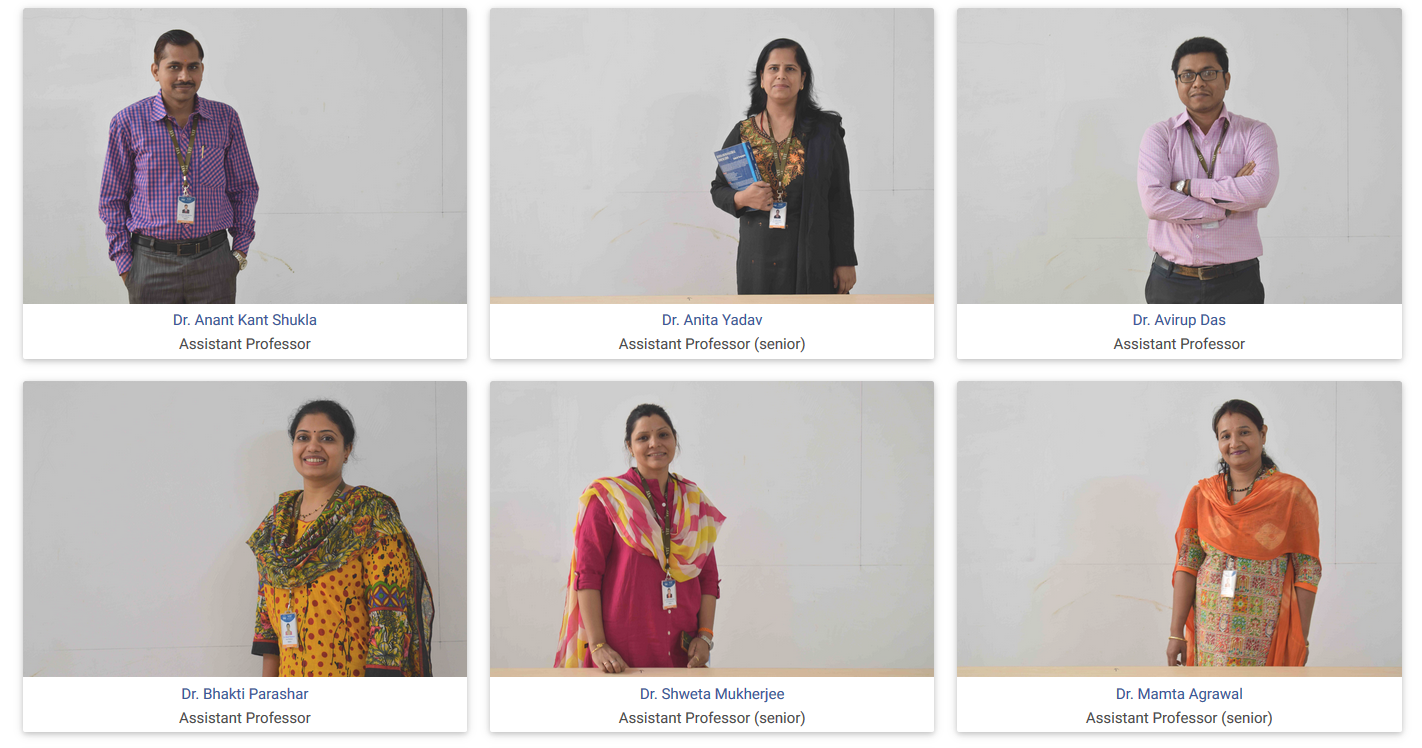 Dr. Anant Kant Shukla
Assistant Professor
Dr. Anita Yadav
Assistant Professor (senior)
Dr. Avirup Das
Assistant Professor
Dr. Bhakti Parashar
Assistant Professor
Dr. Shweta Mukherjee
Assistant Professor (senior)
Dr. Mamta Agrawal
Assistant Professor (senior)